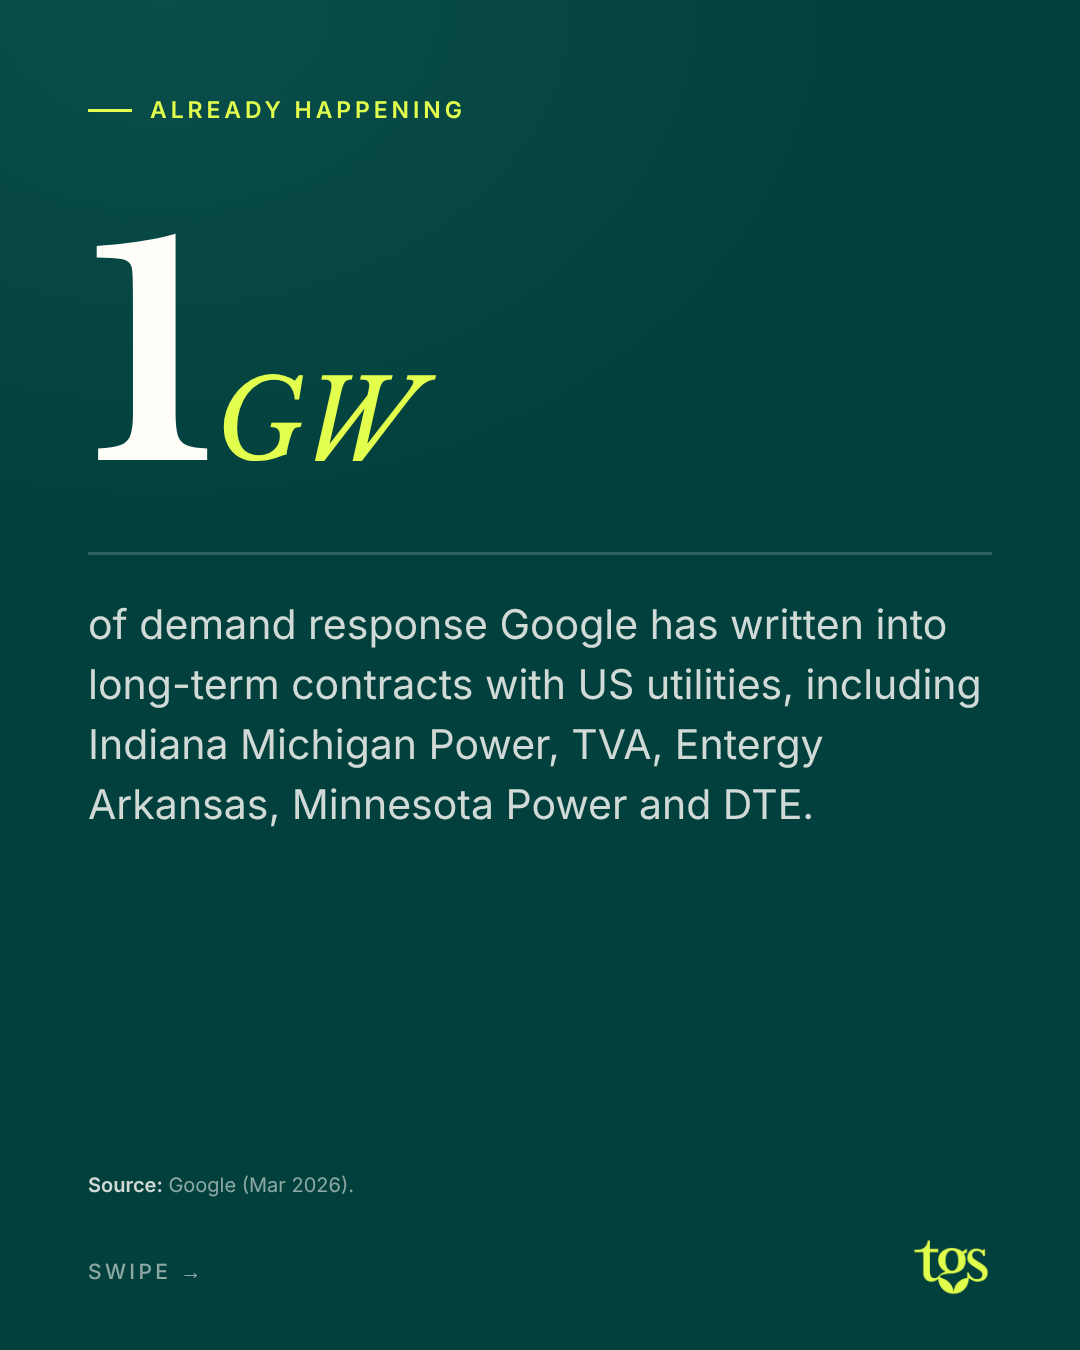 ALREADY HAPPENING
1GW
of demand response Google has written into
long-term contracts with US utilities, including
Indiana Michigan Power, TVA, Entergy
Arkansas, Minnesota Power and DTE.
Source: Google (Mar 2026).
SWIPE →
tgs